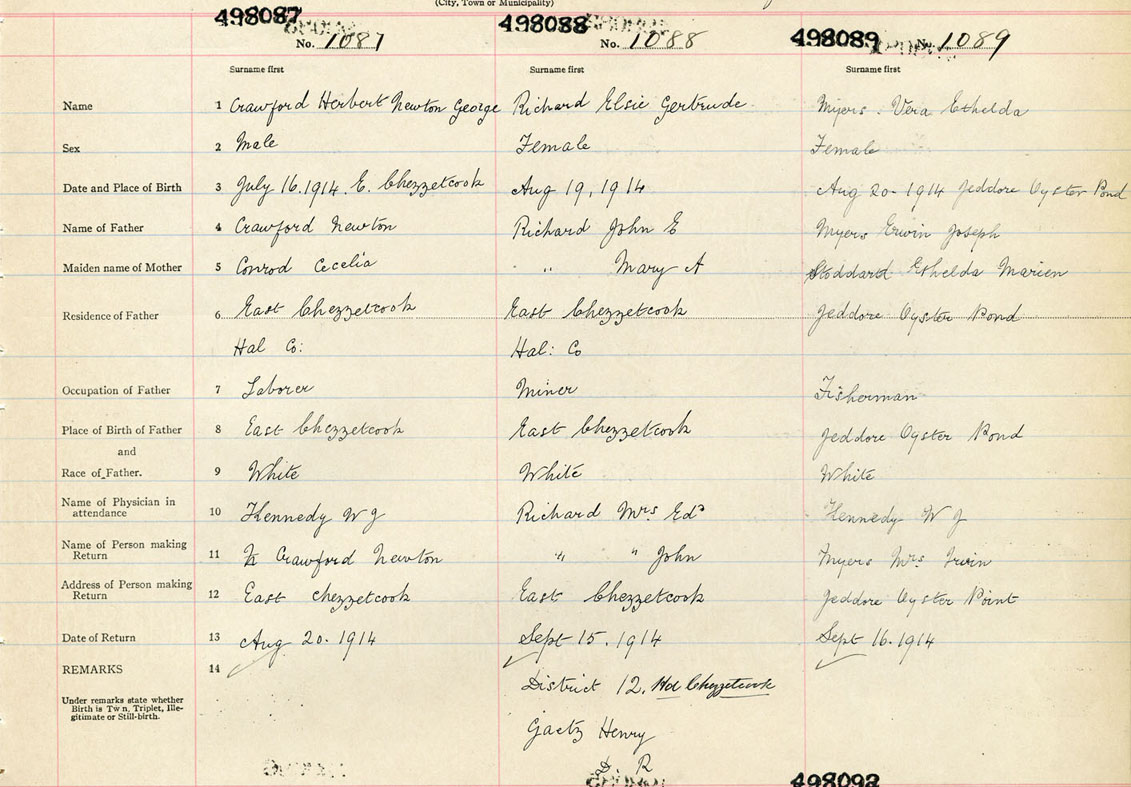 (City, Town or Municipality)
498087 498088 498089
No. 1087 No. 1088 No. 1089
Surname first Surname first Surname first
Name 1 Crawford Herbert Newton George Richard Elsie Gertrude Myers Vera Ethelda
Sex 2 Male Female Female
Date and Place of Birth 3 July 16.1914. E. Chezzetcook Aug 19, 1914 Aug 20 - 1914 Jeddore Oyster Pond
Name of Father 4 Crawford Newton Richard John E Myers Erwin Joseph
Maiden name of Mother 5 Conrod Cecelia " Mary A Stoddard Ethelda Marien
Residence of Father 6 East Chezzetcook East Chezzetcook Jeddore Oyster Pond
Hal Co: Hal: Co
Occupation of Father 7 Laborer Miner Fisherman
Place of Birth of Father 8 East Chezzetcook East Chezzetcook Jeddore Oyster Pond
and
Race of Father. 9 White White White
Name of Physician in
attendance 10 Kennedy W J Richard Mrs Edd Kennedy W J
Name of Person making
Return 11 Crawford Newton " " John Myers Mrs Irwin
Address of Person making
Return 12 East Chezzetcook East Chezzetcook Jeddore Oyster Point
Date of Return 13 Aug 20. 1914 Sept 15. 1914 Sept 16. 1914
REMARKS 14
District 12. Hd Chezzetcook
Under remarks state whether
Birth is Twin, Triplet, Ille-
gitimate or Still-birth.
Gaetz Henry
D. R
498092